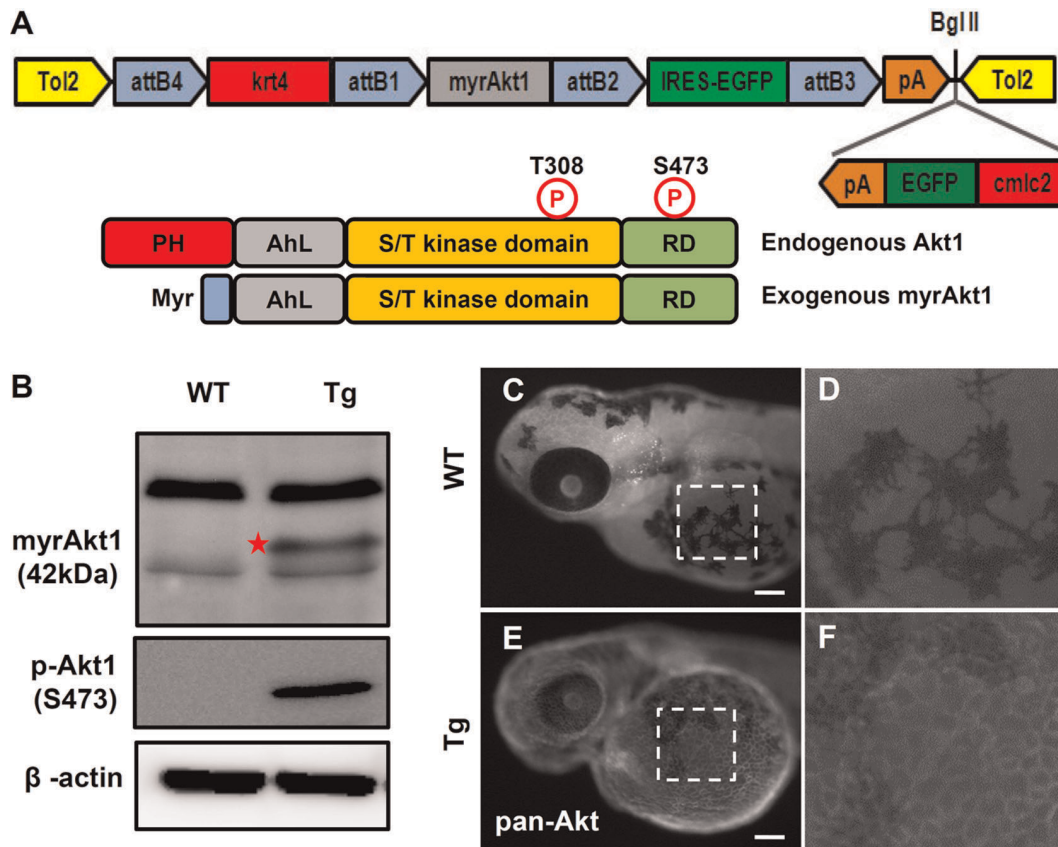 A
Bgl II
Tol2 attB4 krt4 attB1 myrAkt1 attB2 IRES-EGFP attB3 pA Tol2
pA EGFP cmlc2
T308 S473
P P
PH AhL S/T kinase domain RD Endogenous Akt1
Myr AhL S/T kinase domain RD Exogenous myrAkt1
B
WT Tg
myrAkt1
(42kDa)
p-Akt1
(S473)
β -actin
C D
WT
E F
Tg
pan-Akt